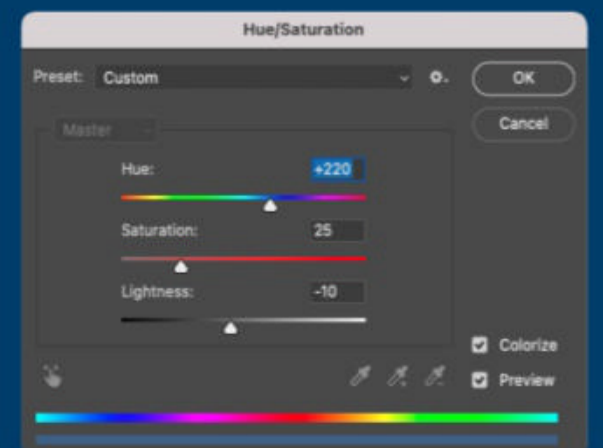 Hue/Saturation
Preset: Custom
OK
Cancel
Master
Hue: +220
Saturation: 25
Lightness: -10
Colorize
Preview